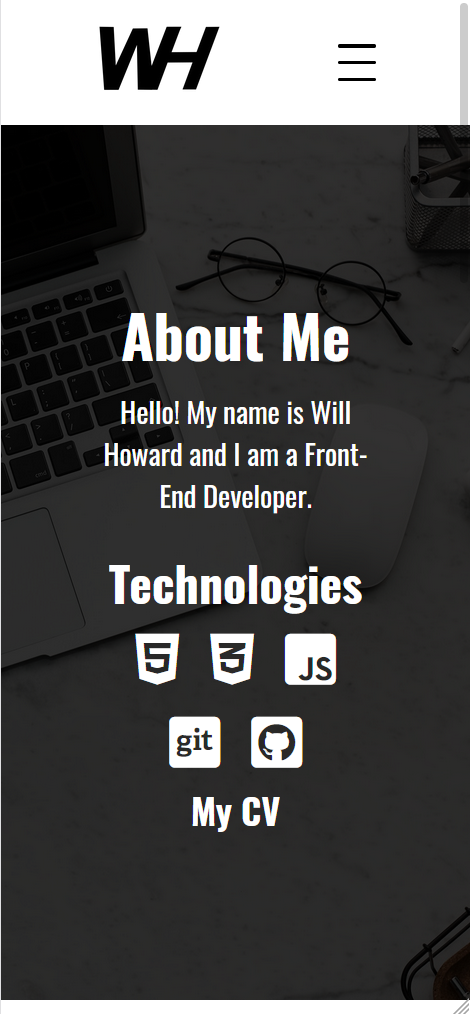 WH
About Me
Hello! My name is Will
Howard and I am a Front-
End Developer.
Technologies
5 3 JS
git
My CV